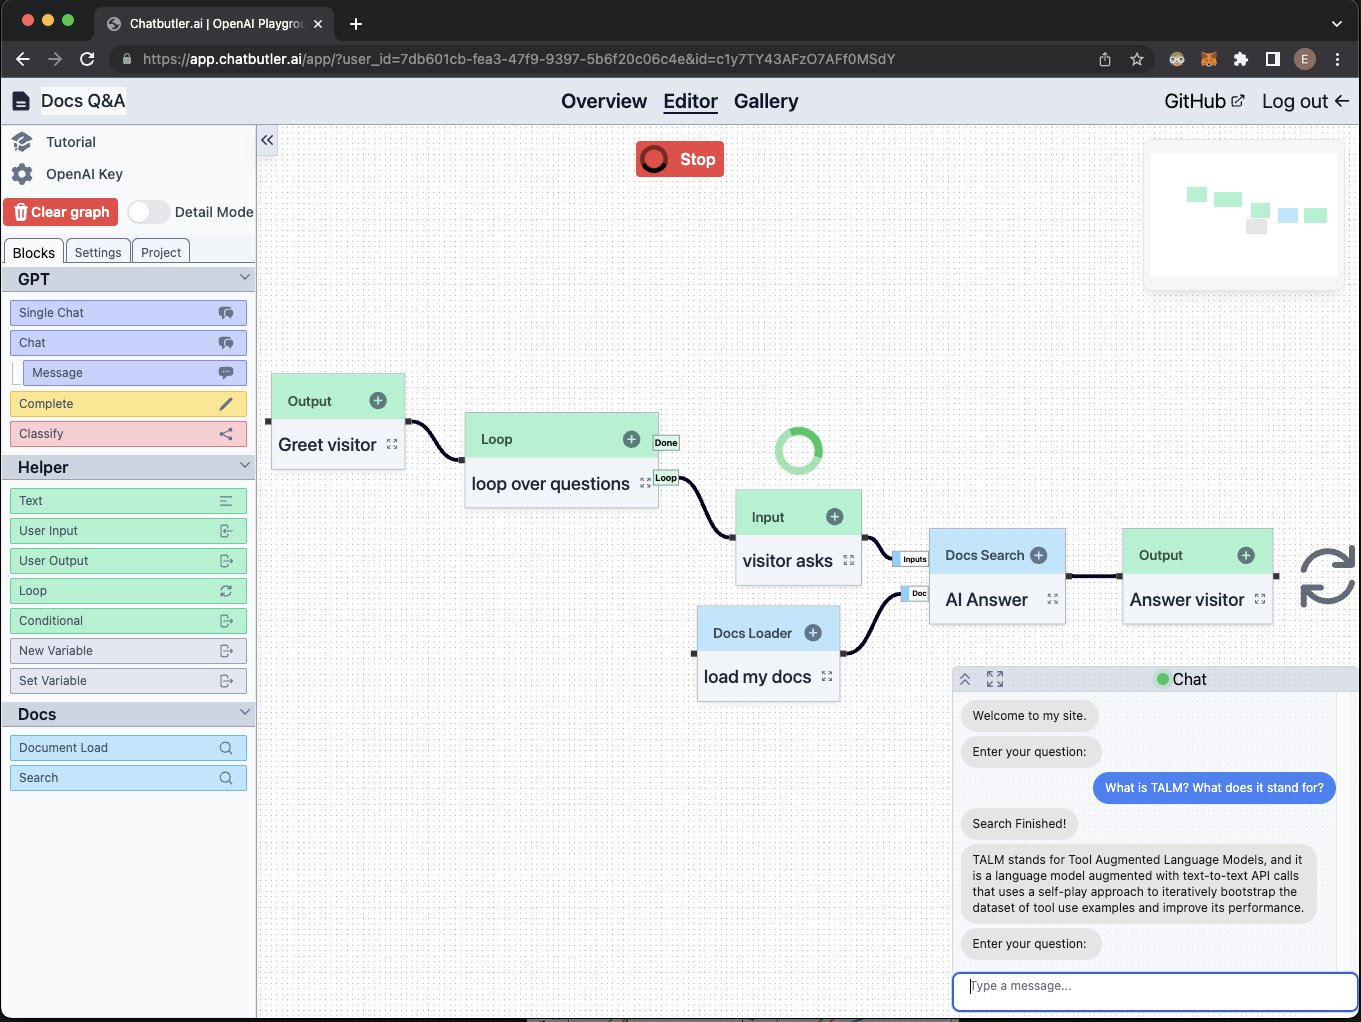 Chatbutler.ai | OpenAI Playgrou
https://app.chatbutler.ai/app/?user_id=7db601cb-fea3-47f9-9397-5b6f20c06c4e&id=c1y7TY43AFzO7AFf0MSdY
E
Docs Q&A
Overview Editor Gallery
GitHub
Log out
Tutorial
OpenAI Key
Clear graph
Detail Mode
Blocks Settings Project
GPT
Single Chat
Chat
Message
Complete
Classify
Helper
Text
User Input
User Output
Loop
Conditional
New Variable
Set Variable
Docs
Document Load
Search
Stop
Output
Greet visitor
Loop
loop over questions
Done
Loop
Input
visitor asks
Docs Loader
load my docs
Inputs
Doc
Docs Search
AI Answer
Output
Answer visitor
Chat
Welcome to my site.
Enter your question:
What is TALM? What does it stand for?
Search Finished!
TALM stands for Tool Augmented Language Models, and it
is a language model augmented with text-to-text API calls
that uses a self-play approach to iteratively bootstrap the
dataset of tool use examples and improve its performance.
Enter your question:
Type a message...